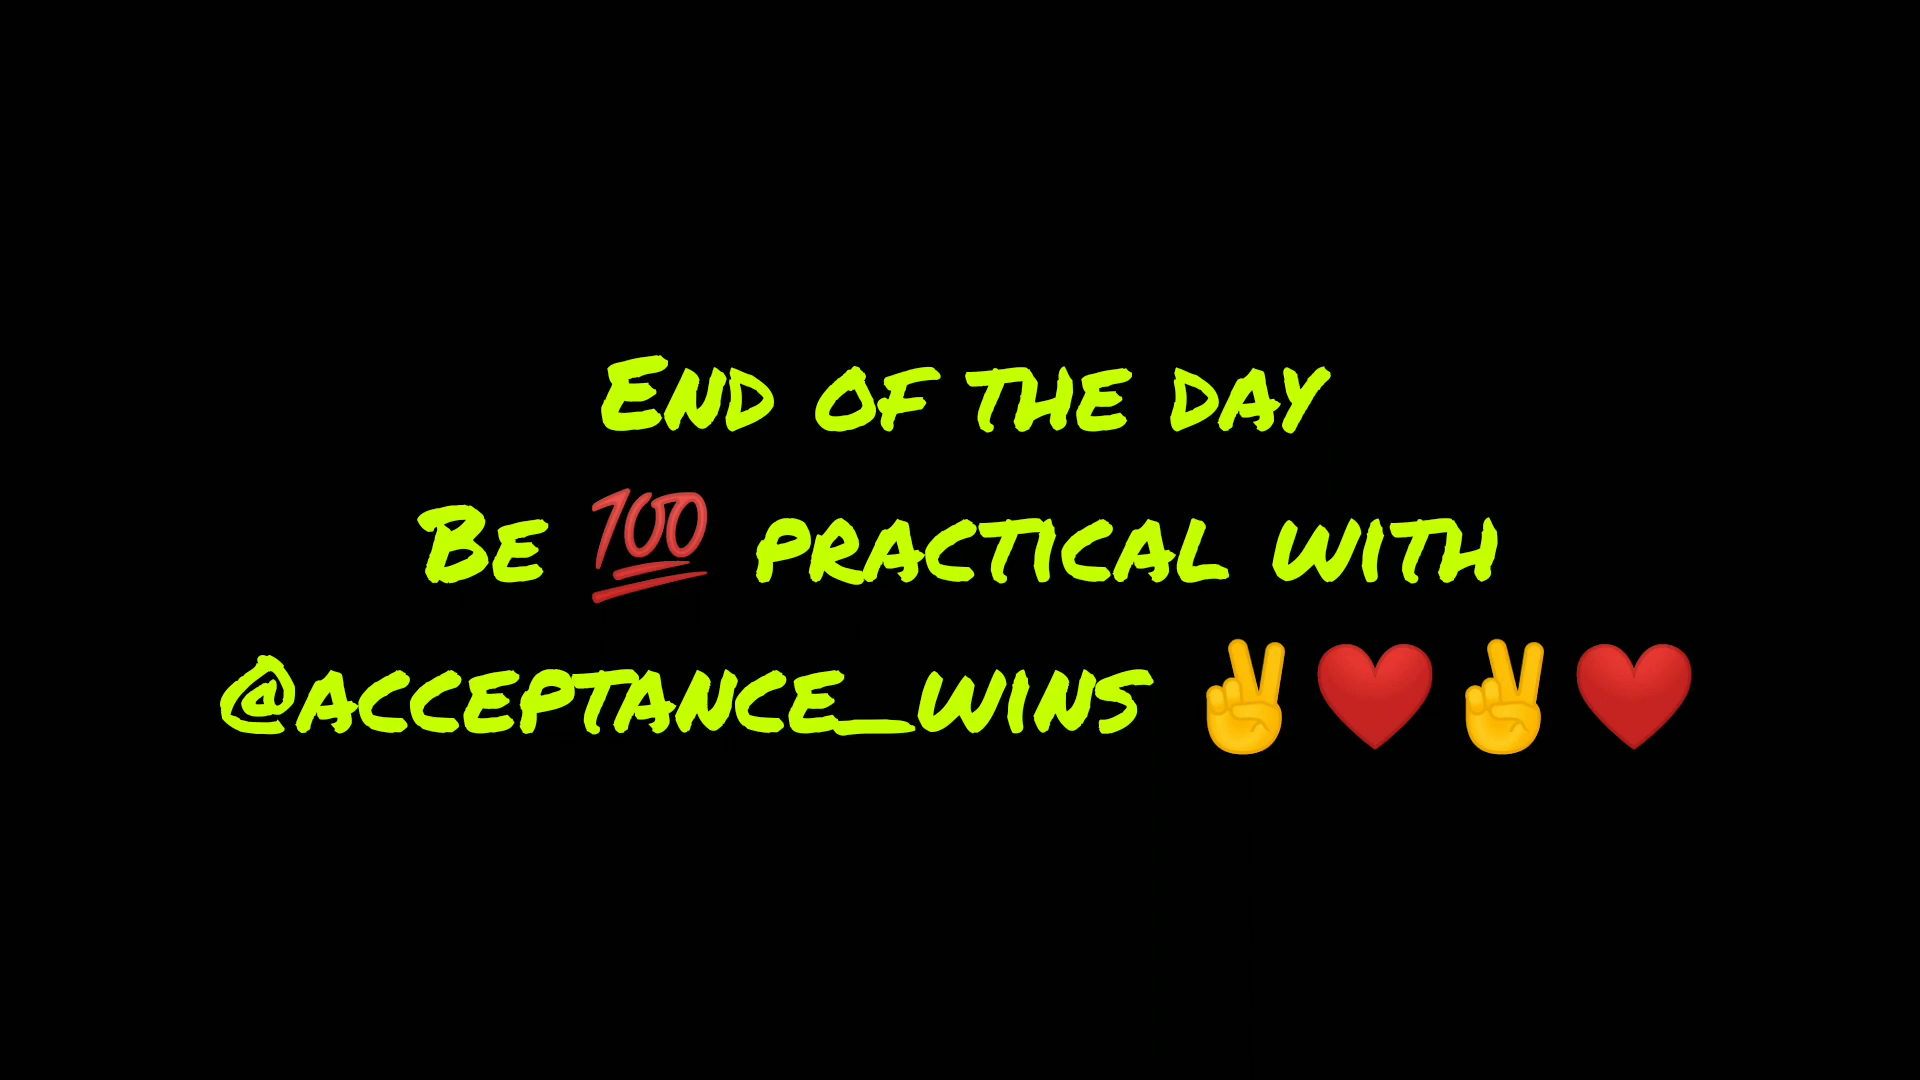 End of the day
Be 💯 practical with
@acceptance_wins ✌❤✌❤